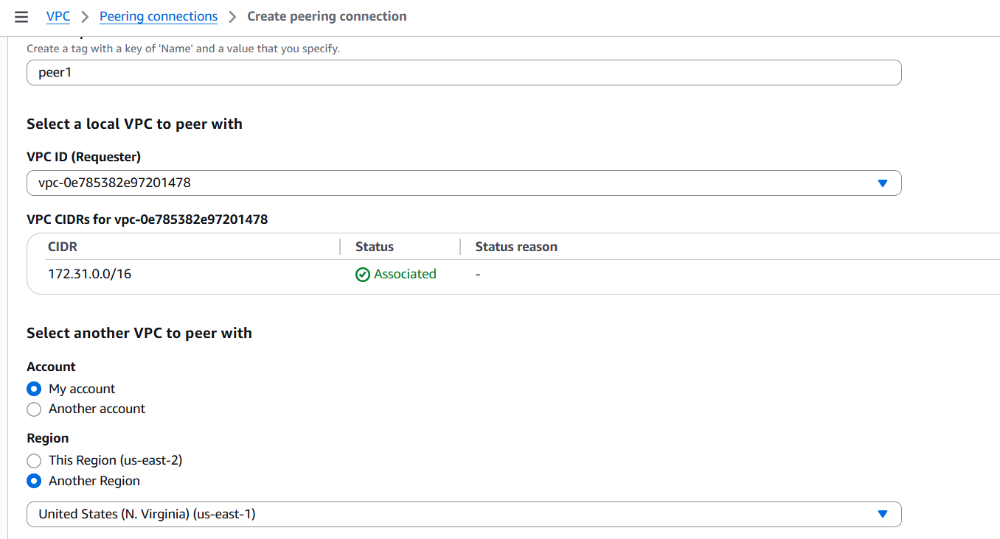 VPC > Peering connections > Create peering connection
Create a tag with a key of 'Name' and a value that you specify.
peer1
Select a local VPC to peer with
VPC ID (Requester)
vpc-0e785382e97201478
VPC CIDRs for vpc-0e785382e97201478
CIDR Status Status reason
172.31.0.0/16 Associated -
Select another VPC to peer with
Account
My account
Another account
Region
This Region (us-east-2)
Another Region
United States (N. Virginia) (us-east-1)